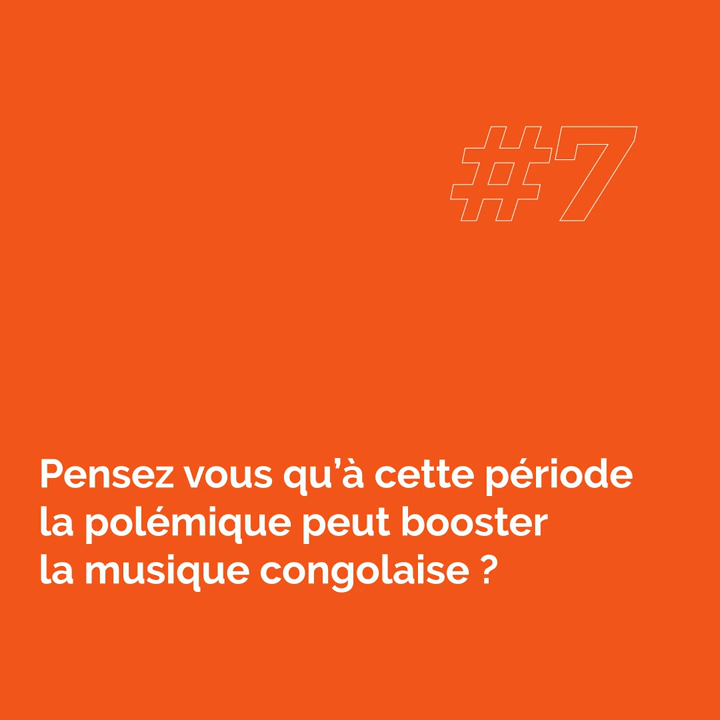 #7
Pensez vous qu’à cette période
la polémique peut booster
la musique congolaise ?